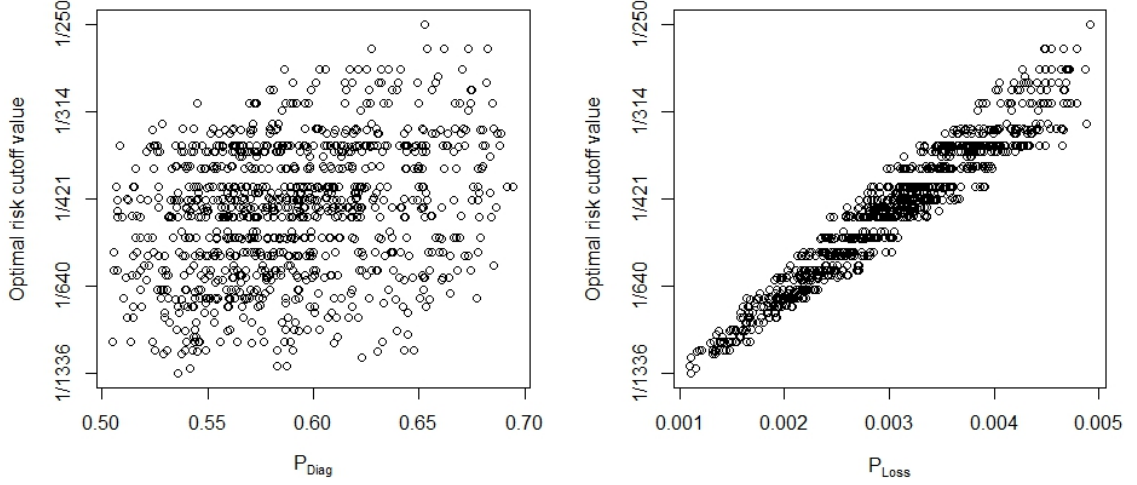 Optimal risk cutoff value
1/250
1/314
1/421
1/640
1/1336
0.50 0.55 0.60 0.65 0.70
P_Diag
Optimal risk cutoff value
1/250
1/314
1/421
1/640
1/1336
0.001 0.002 0.003 0.004 0.005
P_Loss